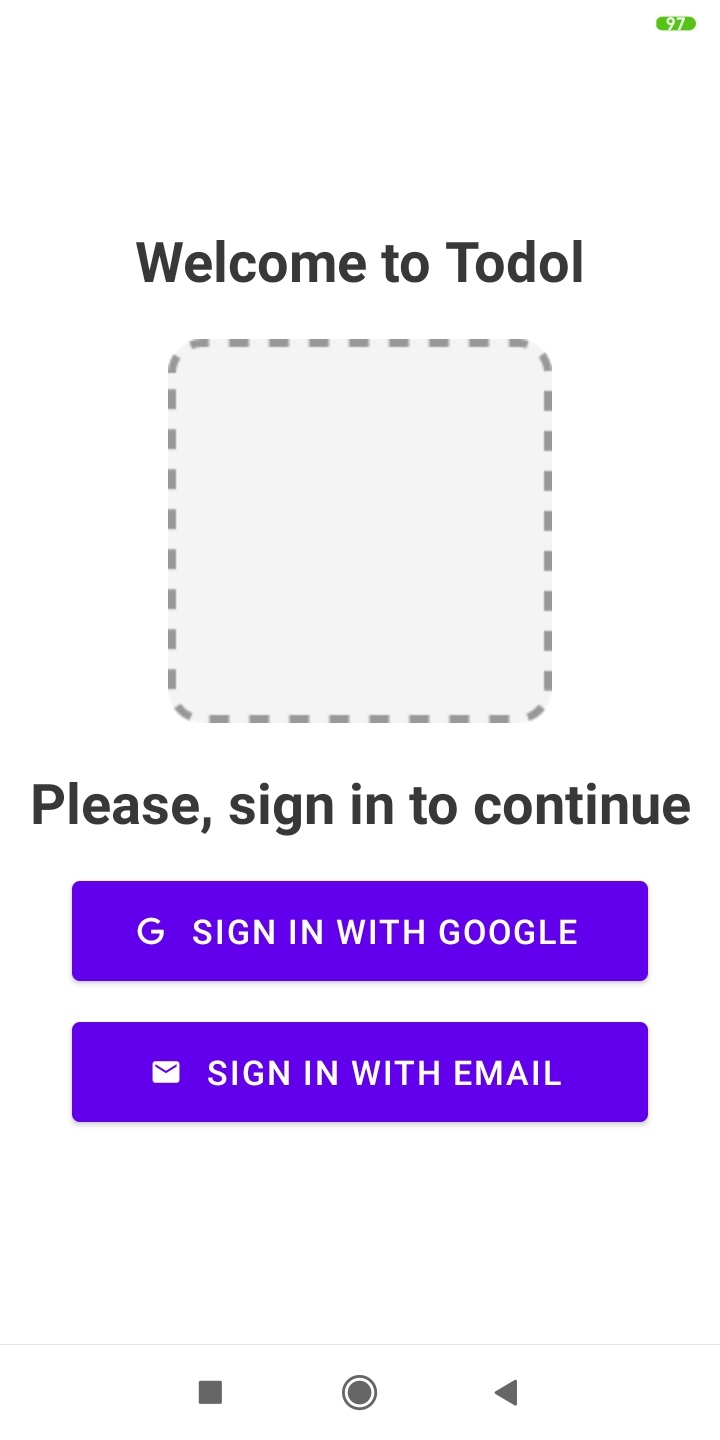 97
Welcome to Todol
Please, sign in to continue
SIGN IN WITH GOOGLE
SIGN IN WITH EMAIL